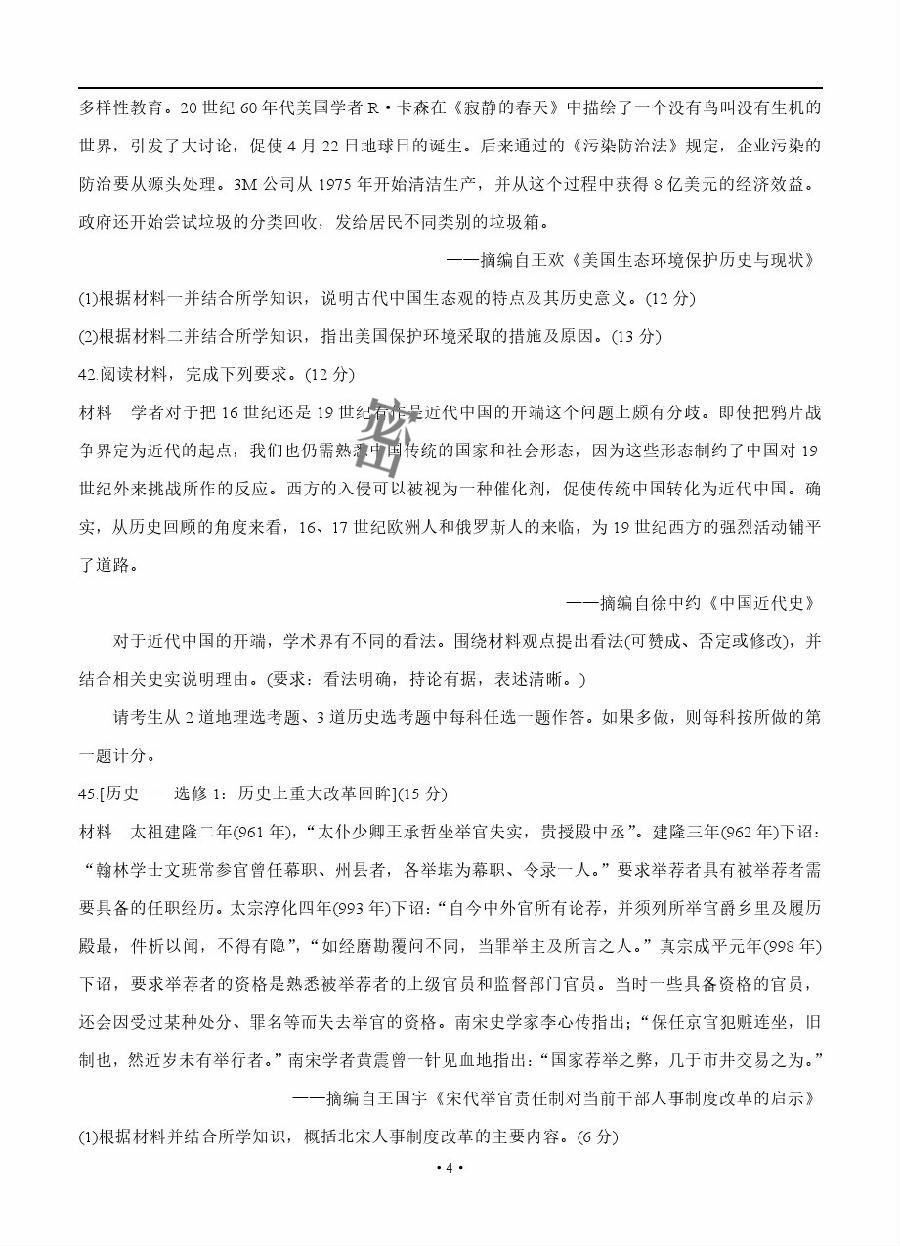 多样性教育。20 世纪 60 年代美国学者 R·卡森在《寂静的春天》中描绘了一个没有鸟叫没有生机的
世界，引发了大讨论，促使 4 月 22 日地球日的诞生。后来通过的《污染防治法》规定，企业污染的
防治要从源头处理。3M 公司从 1975 年开始清洁生产，并从这个过程中获得 8 亿美元的经济效益。
政府还开始尝试垃圾的分类回收，发给居民不同类别的垃圾箱。
——摘编自王欢《美国生态环境保护历史与现状》
(1)根据材料一并结合所学知识，说明古代中国生态观的特点及其历史意义。(12 分)
(2)根据材料二并结合所学知识，指出美国保护环境采取的措施及原因。(13 分)
42.阅读材料，完成下列要求。(12 分)
材料　学者对于把 16 世纪还是 19 世纪看作是近代中国的开端这个问题上颇有分歧。即使把鸦片战
争界定为近代的起点，我们也仍需熟悉中国传统的国家和社会形态，因为这些形态制约了中国对 19
世纪外来挑战所作的反应。西方的入侵可以被视为一种催化剂，促使传统中国转化为近代中国。确
实，从历史回顾的角度来看，16、17 世纪欧洲人和俄罗斯人的来临，为 19 世纪西方的强烈活动铺平
了道路。
——摘编自徐中约《中国近代史》
对于近代中国的开端，学术界有不同的看法。围绕材料观点提出看法(可赞成、否定或修改)，并
结合相关史实说明理由。(要求：看法明确，持论有据，表述清晰。)
请考生从 2 道地理选考题、3 道历史选考题中每科任选一题作答。如果多做，则每科按所做的第
一题计分。
45.[历史　　选修 1：历史上重大改革回眸](15 分)
材料　太祖建隆二年(961 年)，“太仆少卿王承哲坐举官失实，贵授殿中丞”。建隆三年(962 年)下诏：
“翰林学士文班常参官曾任幕职、州县者，各举堪为幕职、令录一人。”要求举荐者具有被举荐者需
要具备的任职经历。太宗淳化四年(993 年)下诏：“自今中外官所有论荐，并须列所举官爵乡里及履历
殿最，件析以闻，不得有隐”，“如经磨勘覆问不同，当罪举主及所言之人。”真宗咸平元年(998 年)
下诏，要求举荐者的资格是熟悉被举荐者的上级官员和监督部门官员。当时一些具备资格的官员，
还会因受过某种处分、罪名等而失去举官的资格。南宋史学家李心传指出；“保任京官犯赃连坐，旧
制也，然近岁未有举行者。”南宋学者黄震曾一针见血地指出：“国家荐举之弊，几于市井交易之为。”
——摘编自王国宇《宋代举官责任制对当前干部人事制度改革的启示》
(1)根据材料并结合所学知识，概括北宋人事制度改革的主要内容。(6 分)
·4·
密